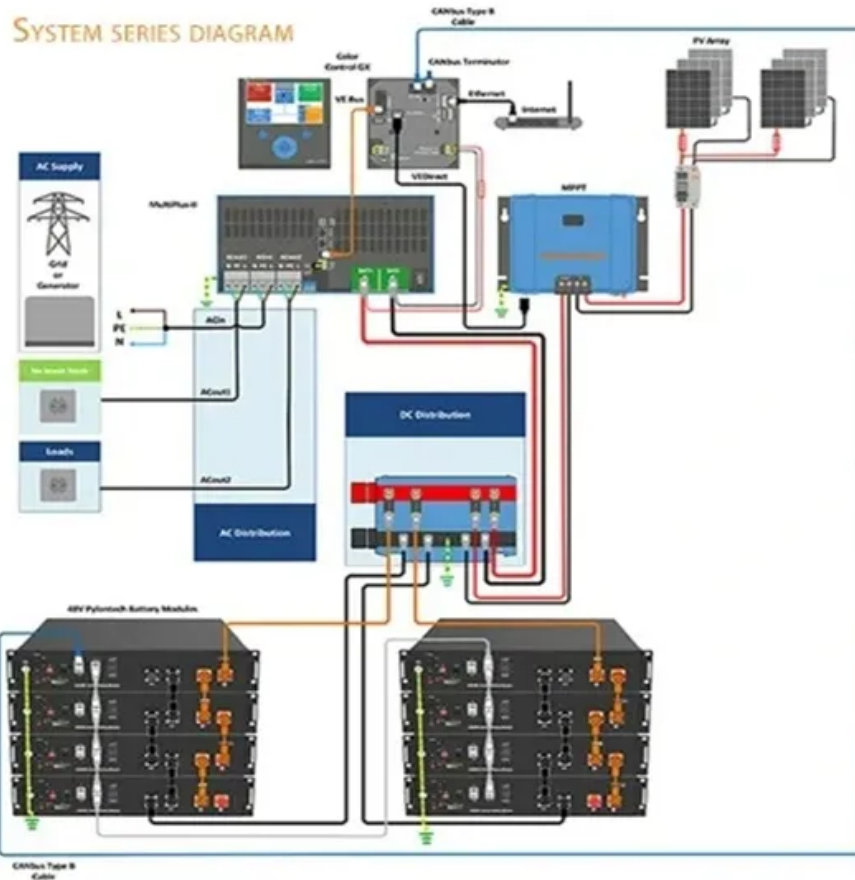 SYSTEM SERIES DIAGRAM
CANbus Type B
Cable
Color
Control GX
CANbus Terminator
PV Array
VE Bus
Ethernet
Internet
AC Supply
VE Direct
MPPT
MultiPlus-II
Grid
or
Generator
L
PE
N
ACin
ACout1
Loads
DC Distribution
ACout2
AC Distribution
48V Pylontech Battery Modules
CANbus Type B
Cable